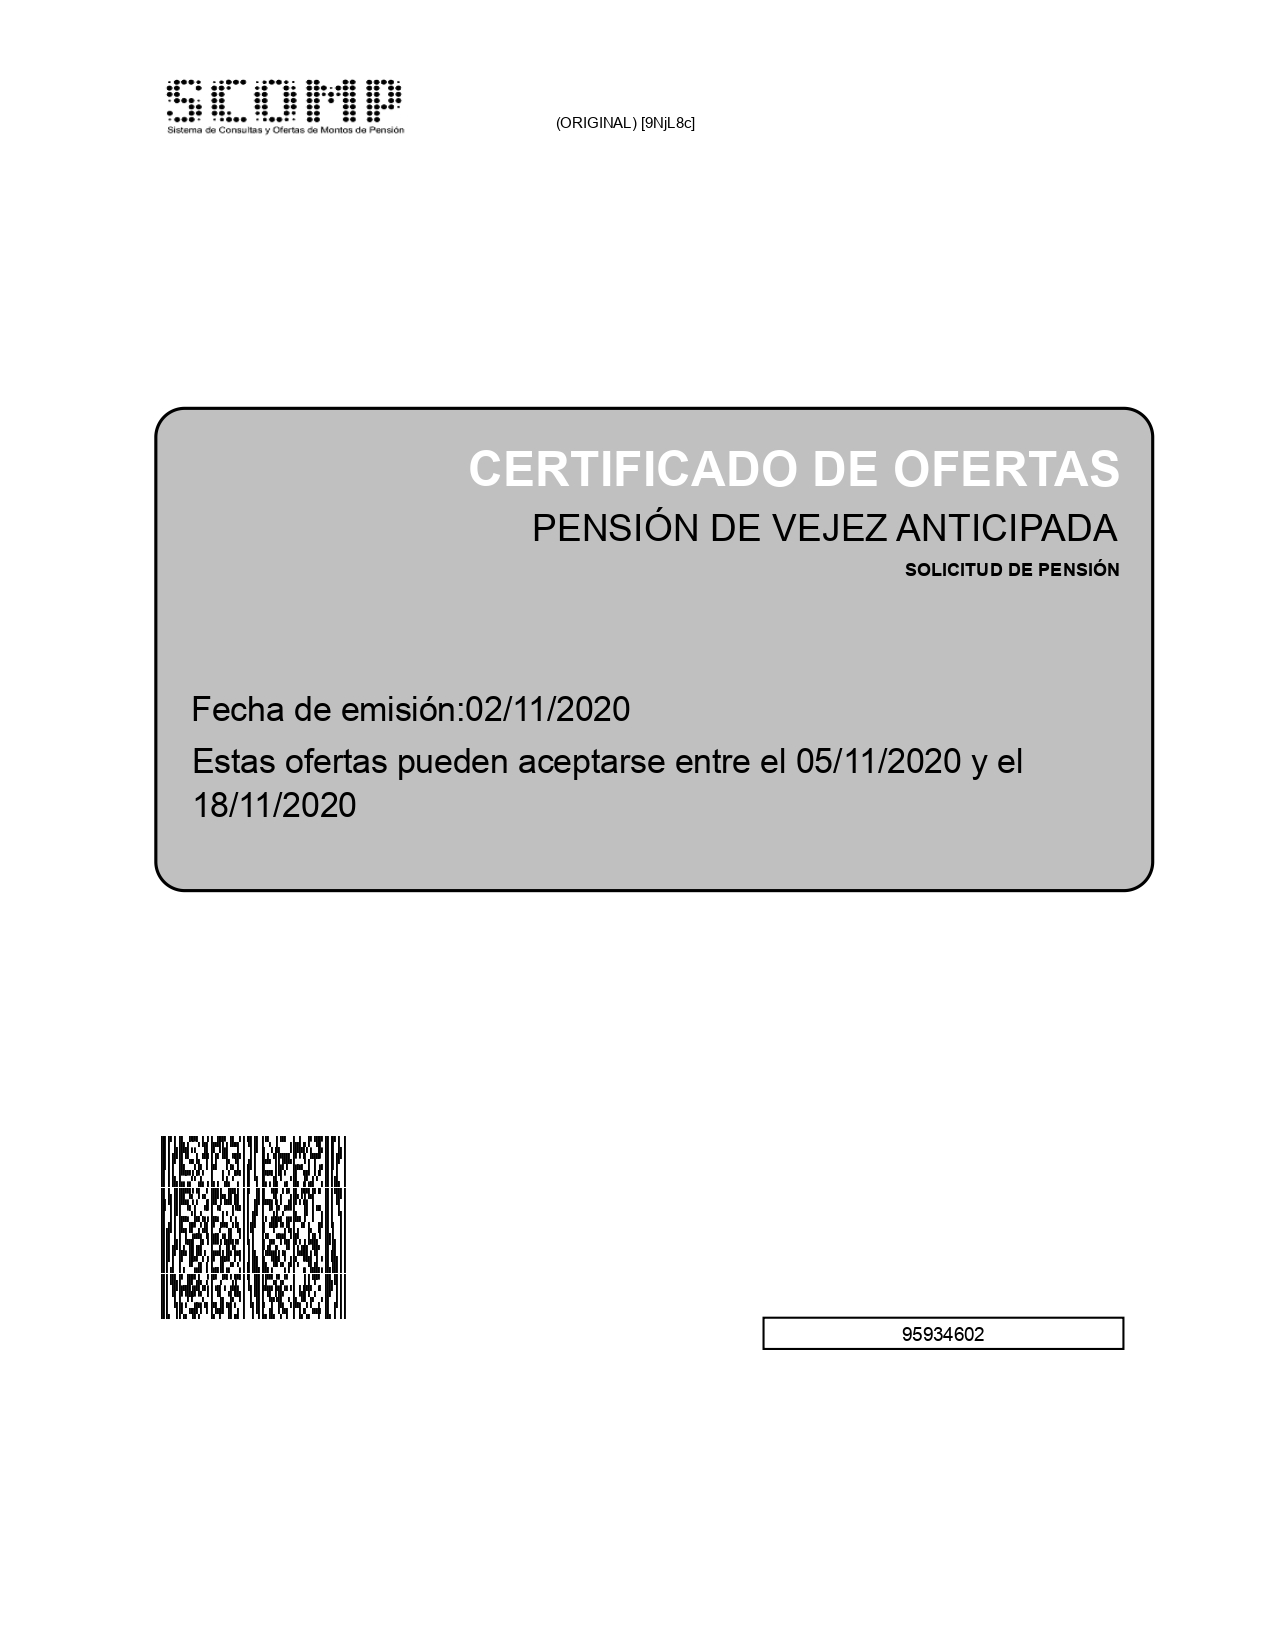 SCOMP
Sistema de Consultas y Ofertas de Montos de Pensión
(ORIGINAL) [9NjL8c]
CERTIFICADO DE OFERTAS
PENSIÓN DE VEJEZ ANTICIPADA
SOLICITUD DE PENSIÓN
Fecha de emisión:02/11/2020
Estas ofertas pueden aceptarse entre el 05/11/2020 y el
18/11/2020
95934602